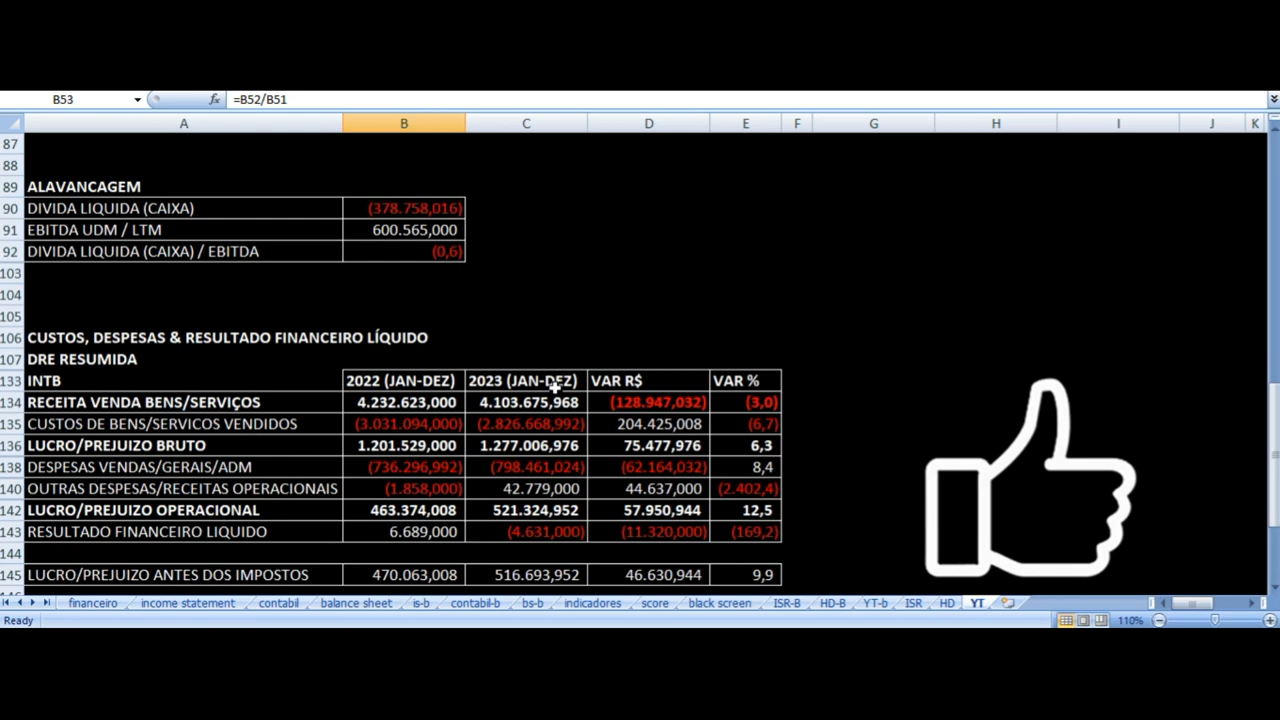 B53 fx =B52/B51
A B C D E F G H I J K
87
88
89 ALAVANCAGEM
90 DIVIDA LIQUIDA (CAIXA) (378.758,016)
91 EBITDA UDM / LTM 600.565,000
92 DIVIDA LIQUIDA (CAIXA) / EBITDA (0,6)
103
104
105
106 CUSTOS, DESPESAS & RESULTADO FINANCEIRO LÍQUIDO
107 DRE RESUMIDA
133 INTB 2022 (JAN-DEZ) 2023 (JAN-DEZ) VAR R$ VAR %
134 RECEITA VENDA BENS/SERVIÇOS 4.232.623,000 4.103.675,968 (128.947,032) (3,0)
135 CUSTOS DE BENS/SERVICOS VENDIDOS (3.031.094,000) (2.826.668,992) 204.425,008 (6,7)
136 LUCRO/PREJUIZO BRUTO 1.201.529,000 1.277.006,976 75.477,976 6,3
138 DESPESAS VENDAS/GERAIS/ADM (736.296,992) (798.461,024) (62.164,032) 8,4
140 OUTRAS DESPESAS/RECEITAS OPERACIONAIS (1.858,000) 42.779,000 44.637,000 (2.402,4)
142 LUCRO/PREJUIZO OPERACIONAL 463.374,008 521.324,952 57.950,944 12,5
143 RESULTADO FINANCEIRO LIQUIDO 6.689,000 (4.631,000) (11.320,000) (169,2)
144
145 LUCRO/PREJUIZO ANTES DOS IMPOSTOS 470.063,008 516.693,952 46.630,944 9,9
financeiro income statement contabil balance sheet is-b contabil-b bs-b indicadores score black screen ISR-B HD-B YT-b ISR HD YT
Ready 110%